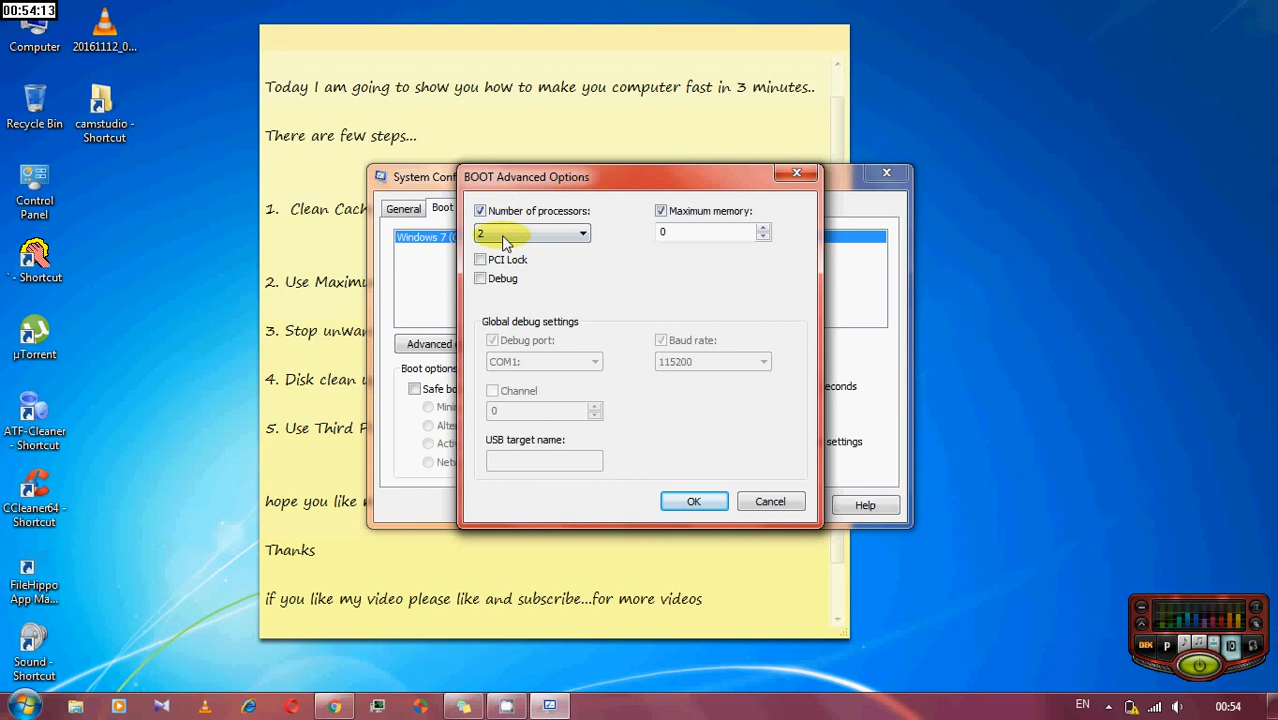 00:54:13
Computer
20161112_0...
Recycle Bin
camstudio -
Shortcut
Control
Panel
`- Shortcut
µTorrent
ATF-Cleaner
- Shortcut
CCleaner64 -
Shortcut
FileHippo
App Ma...
Sound -
Shortcut
Today I am going to show you how to make you computer fast in 3 minutes..
There are few steps...
1. Clean Cach
2. Use Maximu
3. Stop unwan
4. Disk clean u
5. Use Third P
hope you like m
Thanks
if you like my video please like and subscribe...for more videos
System Conf
General
Boot
Windows 7 (C
Advanced o
Boot options
Safe bo
Mini
Alter
Activ
Netw
econds
settings
Help
BOOT Advanced Options
Number of processors:
Maximum memory:
2
0
PCI Lock
Debug
Global debug settings
Debug port:
Baud rate:
COM1:
115200
Channel
0
USB target name:
OK
Cancel
P
EN
00:54